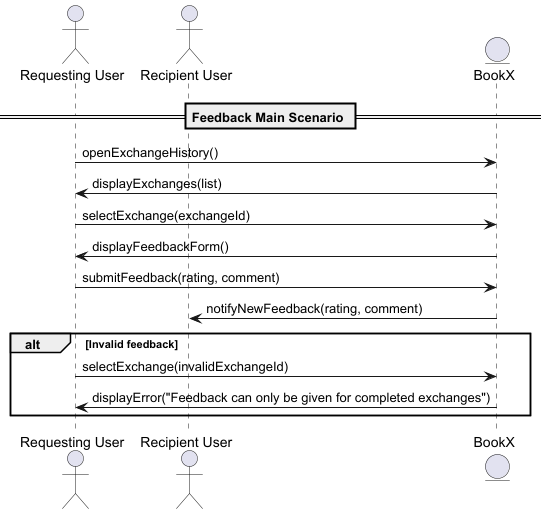 Requesting User Recipient User BookX
Feedback Main Scenario
openExchangeHistory()
displayExchanges(list)
selectExchange(exchangeId)
displayFeedbackForm()
submitFeedback(rating, comment)
notifyNewFeedback(rating, comment)
alt [Invalid feedback]
selectExchange(invalidExchangeId)
displayError("Feedback can only be given for completed exchanges")
Requesting User Recipient User BookX